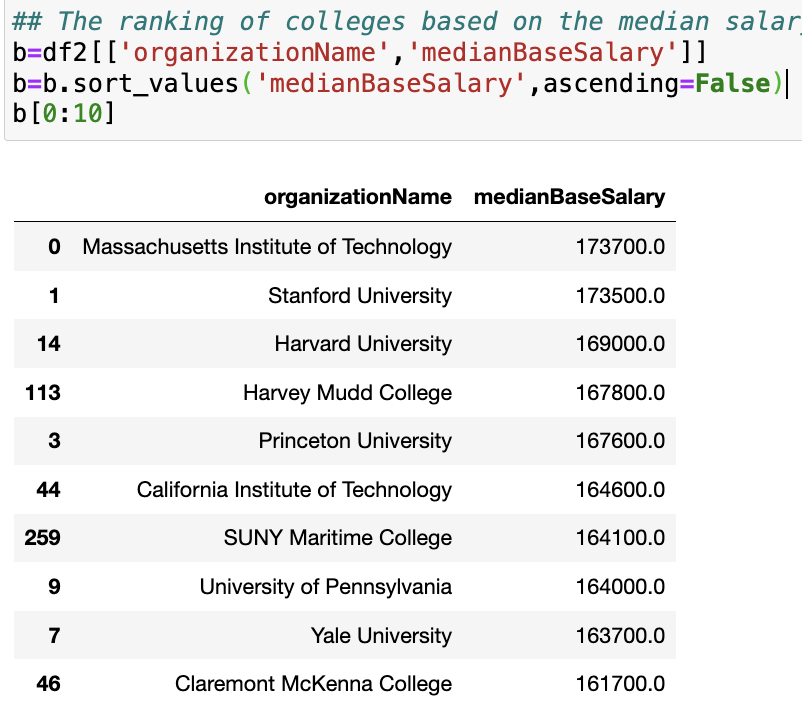 ## The ranking of colleges based on the median salary
b=df2[['organizationName','medianBaseSalary']]
b=b.sort_values('medianBaseSalary',ascending=False)
b[0:10]
organizationName medianBaseSalary
0 Massachusetts Institute of Technology 173700.0
1 Stanford University 173500.0
14 Harvard University 169000.0
113 Harvey Mudd College 167800.0
3 Princeton University 167600.0
44 California Institute of Technology 164600.0
259 SUNY Maritime College 164100.0
9 University of Pennsylvania 164000.0
7 Yale University 163700.0
46 Claremont McKenna College 161700.0